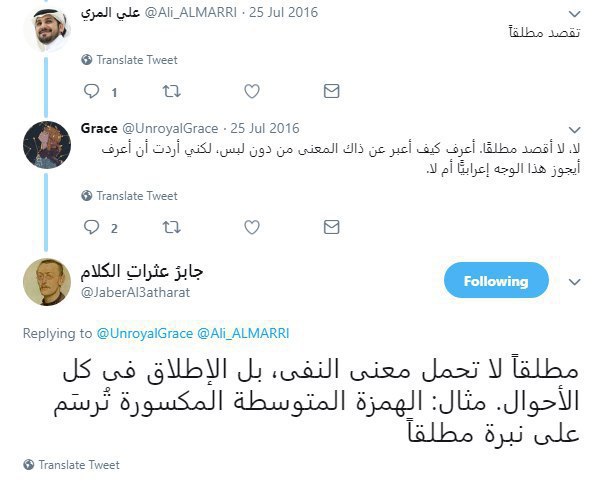 علي المري @Ali_ALMARRI · 25 Jul 2016
تقصد مطلقاً
Translate Tweet
1
Grace @UnroyalGrace · 25 Jul 2016
لا، لا أقصد مطلقًا. أعرف كيف أعبر عن ذاك المعنى من دون لبس، لكني أردت أن أعرف
أيجوز هذا الوجه إعرابيًّا أم لا.
Translate Tweet
2
جابرُ عثراتِ الكلام
@JaberAl3atharat
Following
Replying to @UnroyalGrace @Ali_ALMARRI
مطلقاً لا تحمل معنى النفى، بل الإطلاق فى كل
الأحوال. مثال: الهمزة المتوسطة المكسورة تُرسَم
على نبرة مطلقاً
Translate Tweet